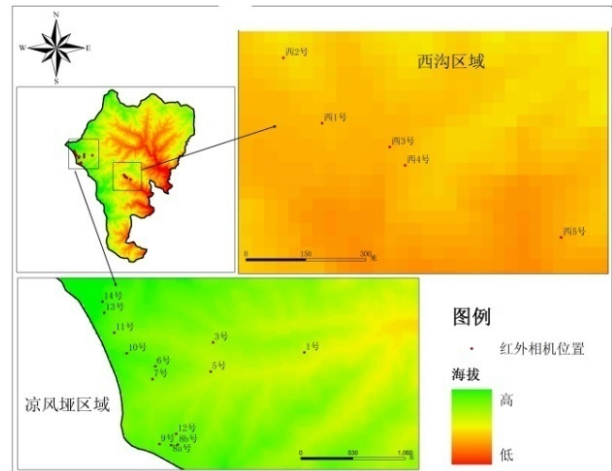 N
W
E
S
西沟区域
西2号
西1号
西3号
西4号
西5号
0
150
300
米
14号
13号
11号
10号
3号
1号
6号
5号
7号
12号
9号
8b号
8a号
凉风垭区域
0
米
图例
红外相机位置
海拔
高
低